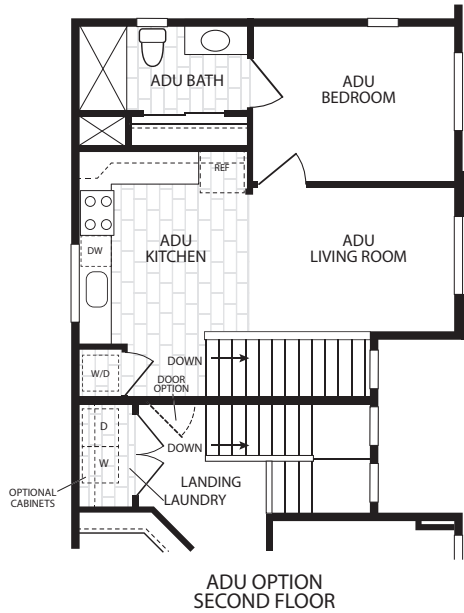 ADU BATH
ADU
BEDROOM
REF
ADU
KITCHEN
ADU
LIVING ROOM
DW
W/D
DOWN
DOOR
OPTION
D
DOWN
W
LANDING
LAUNDRY
OPTIONAL
CABINETS
ADU OPTION
SECOND FLOOR